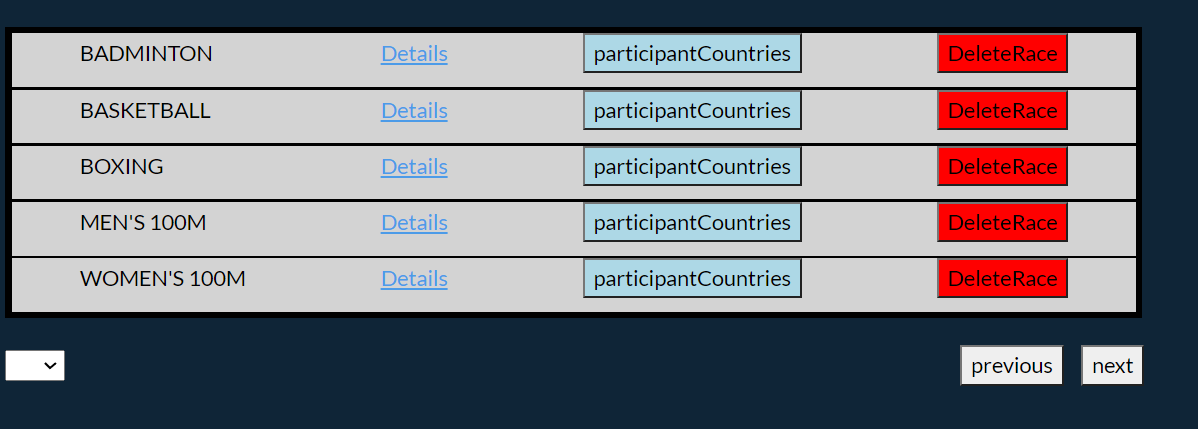 BADMINTON Details participantCountries DeleteRace
BASKETBALL Details participantCountries DeleteRace
BOXING Details participantCountries DeleteRace
MEN'S 100M Details participantCountries DeleteRace
WOMEN'S 100M Details participantCountries DeleteRace
previous next